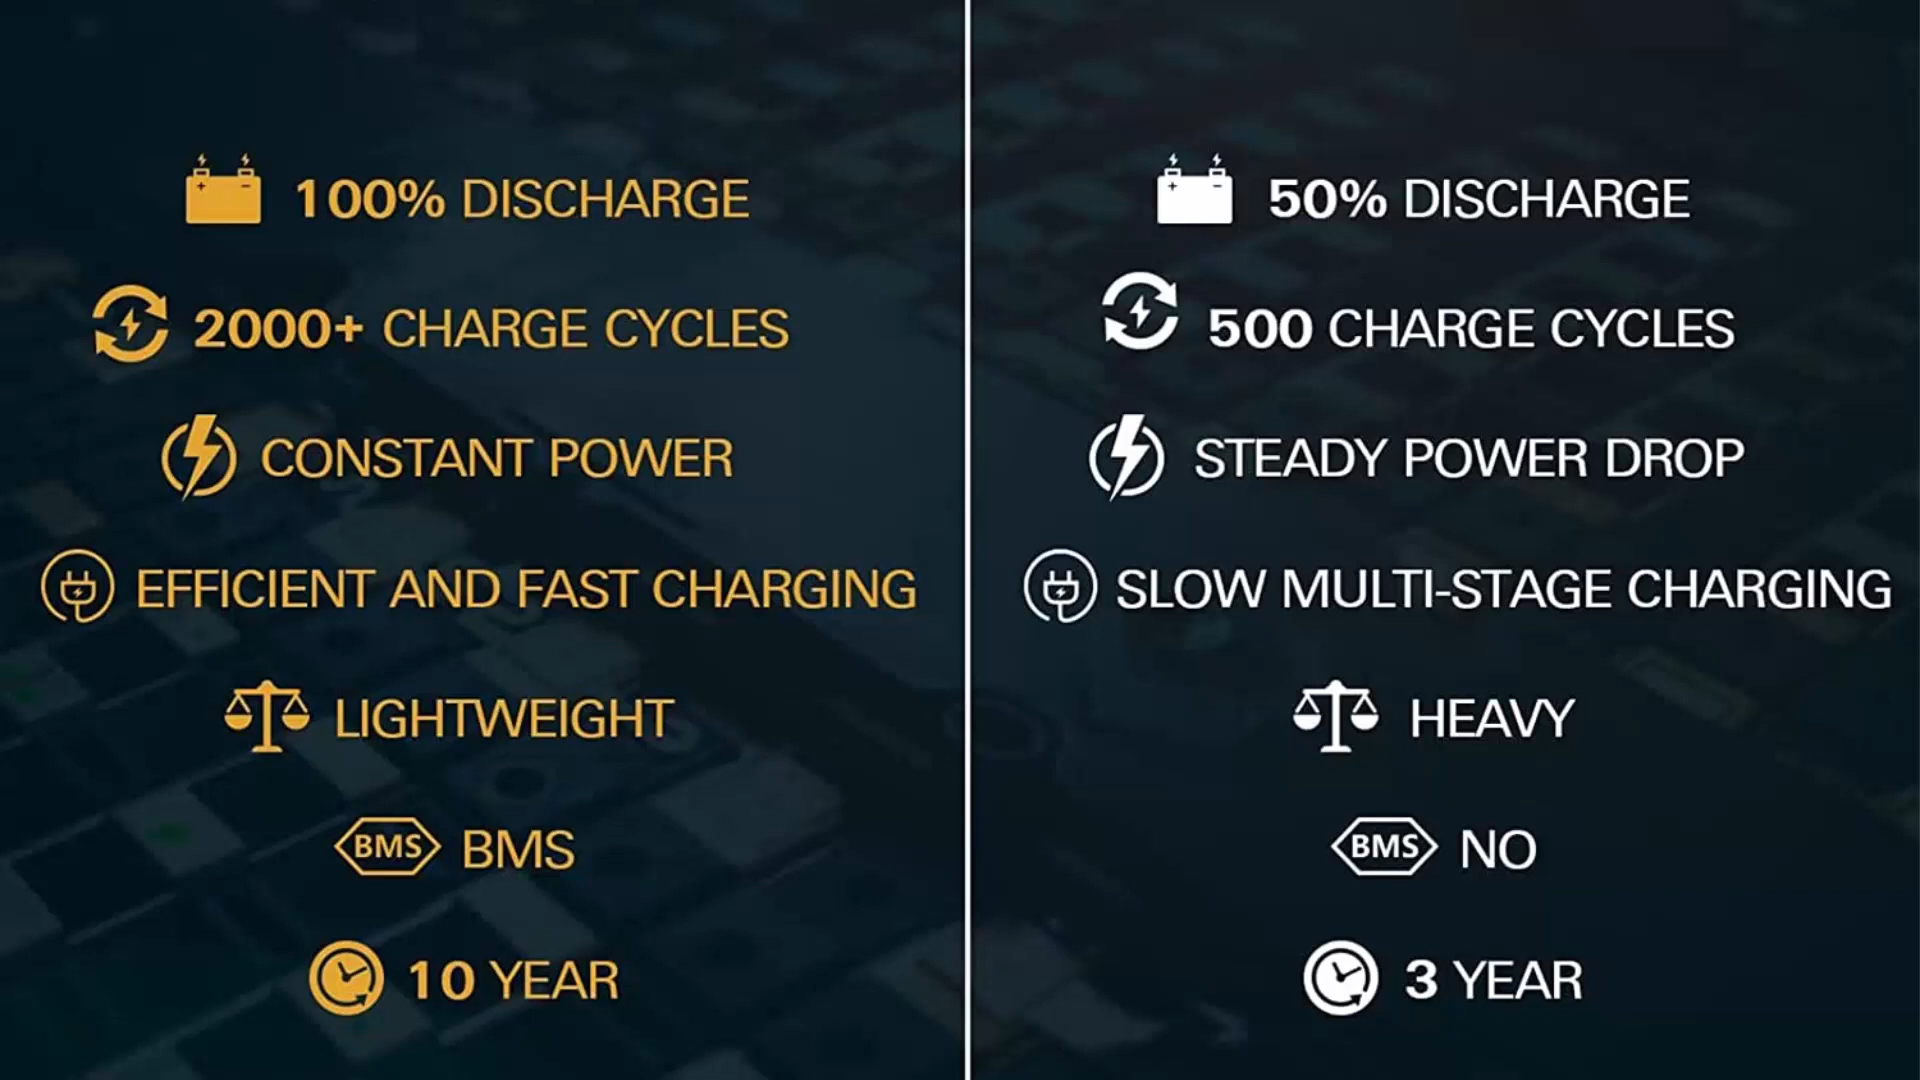 100% DISCHARGE
2000+ CHARGE CYCLES
CONSTANT POWER
EFFICIENT AND FAST CHARGING
LIGHTWEIGHT
BMS BMS
10 YEAR
50% DISCHARGE
500 CHARGE CYCLES
STEADY POWER DROP
SLOW MULTI-STAGE CHARGING
HEAVY
BMS NO
3 YEAR